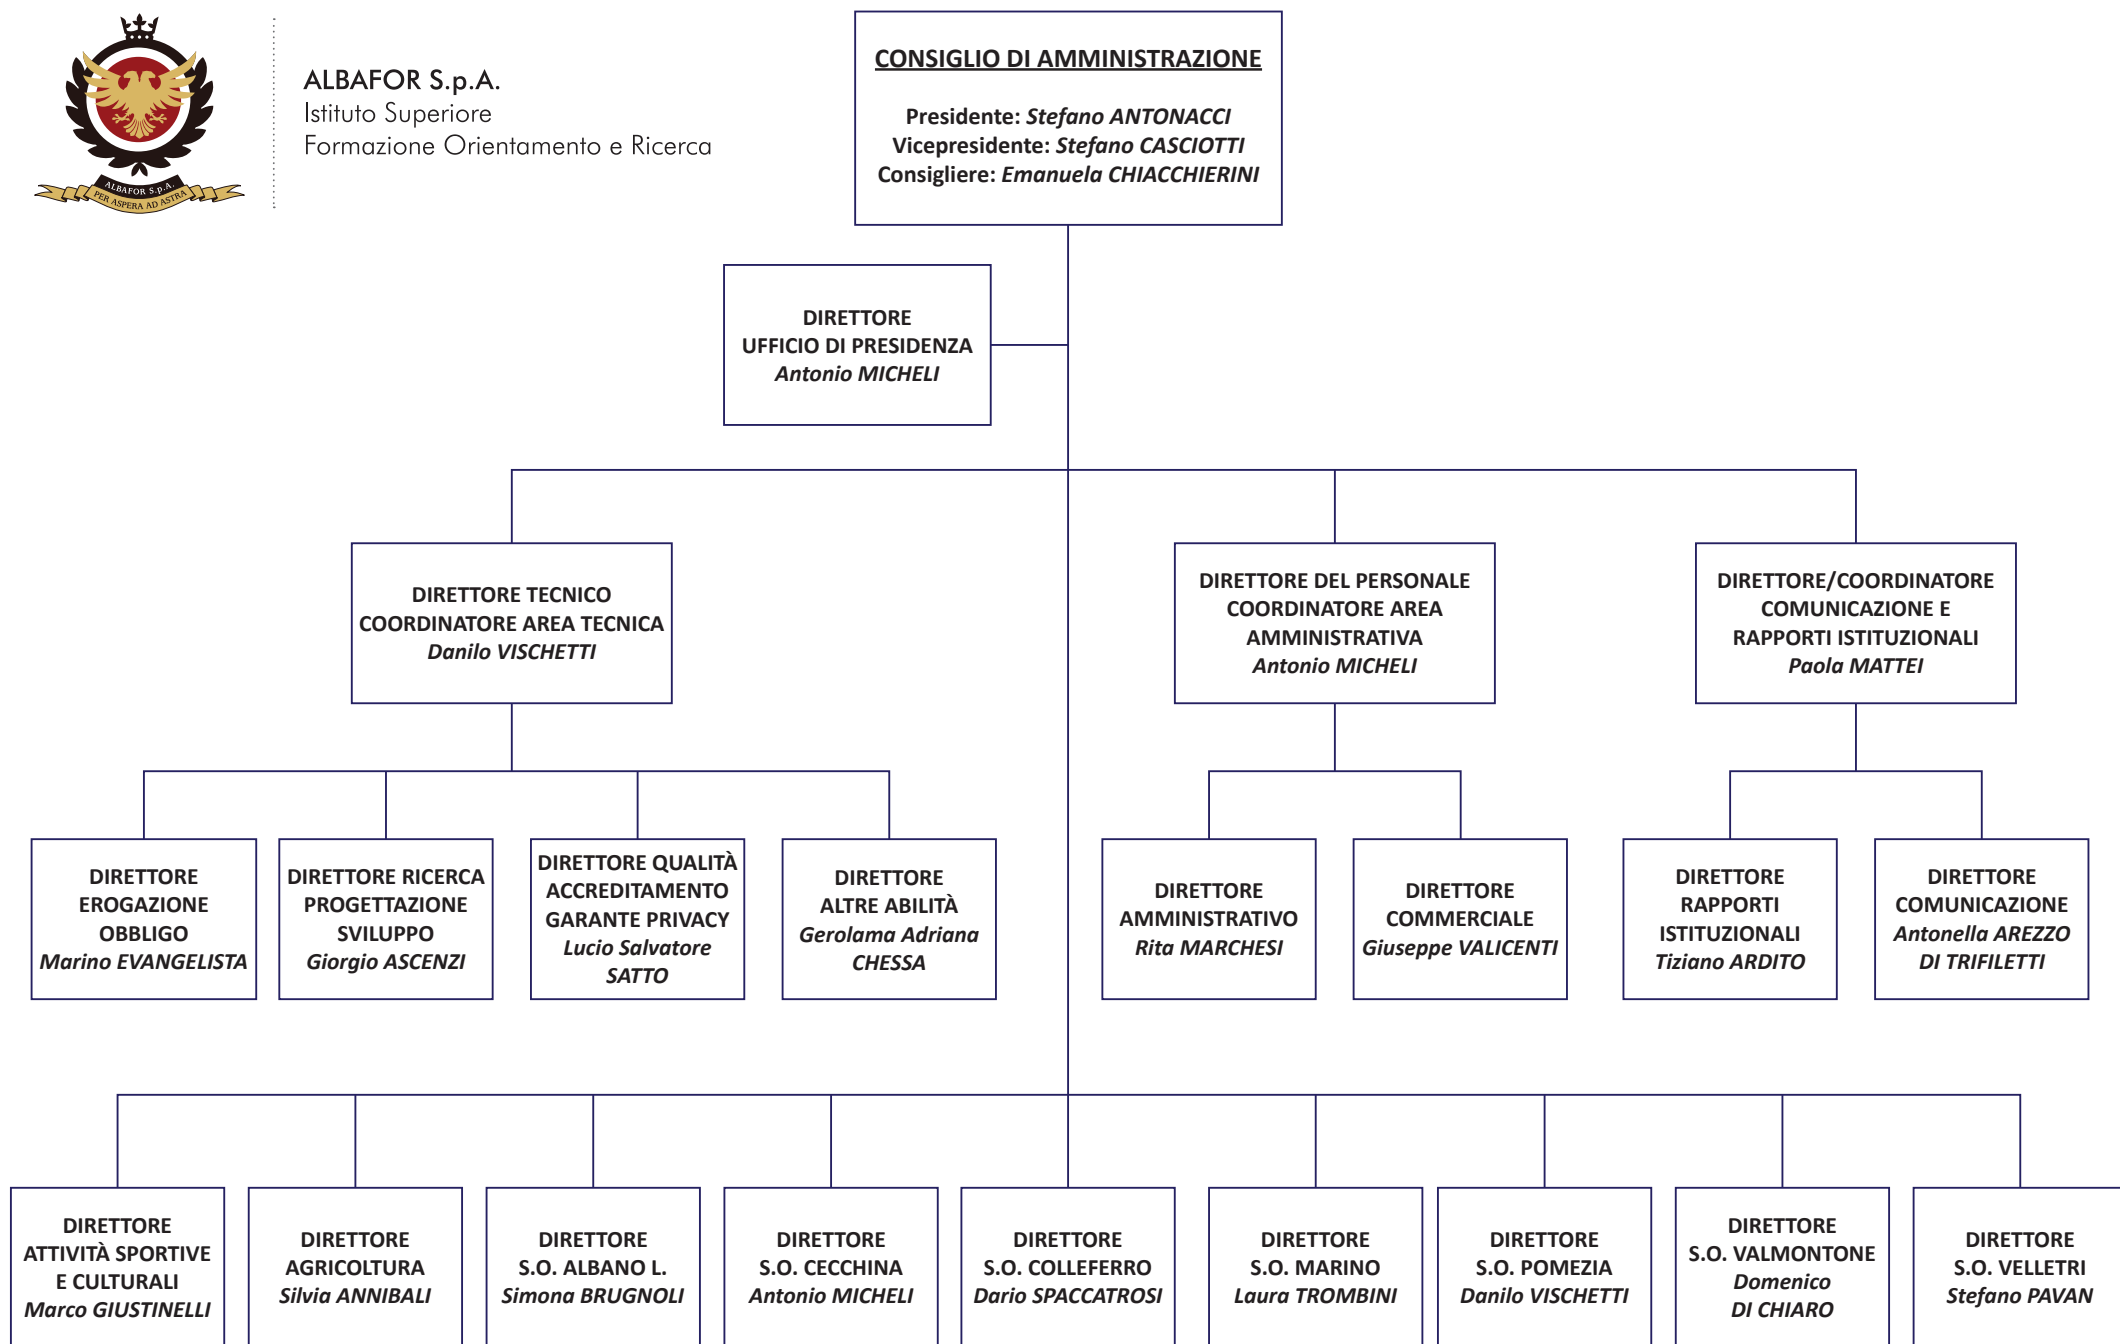 ALBAFOR S.p.A.
Istituto Superiore
Formazione Orientamento e Ricerca
ALBAFOR S.p.A.
PER ASPERA AD ASTRA
CONSIGLIO DI AMMINISTRAZIONE
Presidente: Stefano ANTONACCI
Vicepresidente: Stefano CASCIOTTI
Consigliere: Emanuela CHIACCHIERINI
DIRETTORE
UFFICIO DI PRESIDENZA
Antonio MICHELI
DIRETTORE TECNICO
COORDINATORE AREA TECNICA
Danilo VISCHETTI
DIRETTORE DEL PERSONALE
COORDINATORE AREA
AMMINISTRATIVA
Antonio MICHELI
DIRETTORE/COORDINATORE
COMUNICAZIONE E
RAPPORTI ISTITUZIONALI
Paola MATTEI
DIRETTORE
EROGAZIONE
OBBLIGO
Marino EVANGELISTA
DIRETTORE RICERCA
PROGETTAZIONE
SVILUPPO
Giorgio ASCENZI
DIRETTORE QUALITÀ
ACCREDITAMENTO
GARANTE PRIVACY
Lucio Salvatore
SATTO
DIRETTORE
ALTRE ABILITÀ
Gerolama Adriana
CHESSA
DIRETTORE
AMMINISTRATIVO
Rita MARCHESI
DIRETTORE
COMMERCIALE
Giuseppe VALICENTI
DIRETTORE
RAPPORTI
ISTITUZIONALI
Tiziano ARDITO
DIRETTORE
COMUNICAZIONE
Antonella AREZZO
DI TRIFILETTI
DIRETTORE
ATTIVITÀ SPORTIVE
E CULTURALI
Marco GIUSTINELLI
DIRETTORE
AGRICOLTURA
Silvia ANNIBALI
DIRETTORE
S.O. ALBANO L.
Simona BRUGNOLI
DIRETTORE
S.O. CECCHINA
Antonio MICHELI
DIRETTORE
S.O. COLLEFERRO
Dario SPACCATROSI
DIRETTORE
S.O. MARINO
Laura TROMBINI
DIRETTORE
S.O. POMEZIA
Danilo VISCHETTI
DIRETTORE
S.O. VALMONTONE
Domenico
DI CHIARO
DIRETTORE
S.O. VELLETRI
Stefano PAVAN